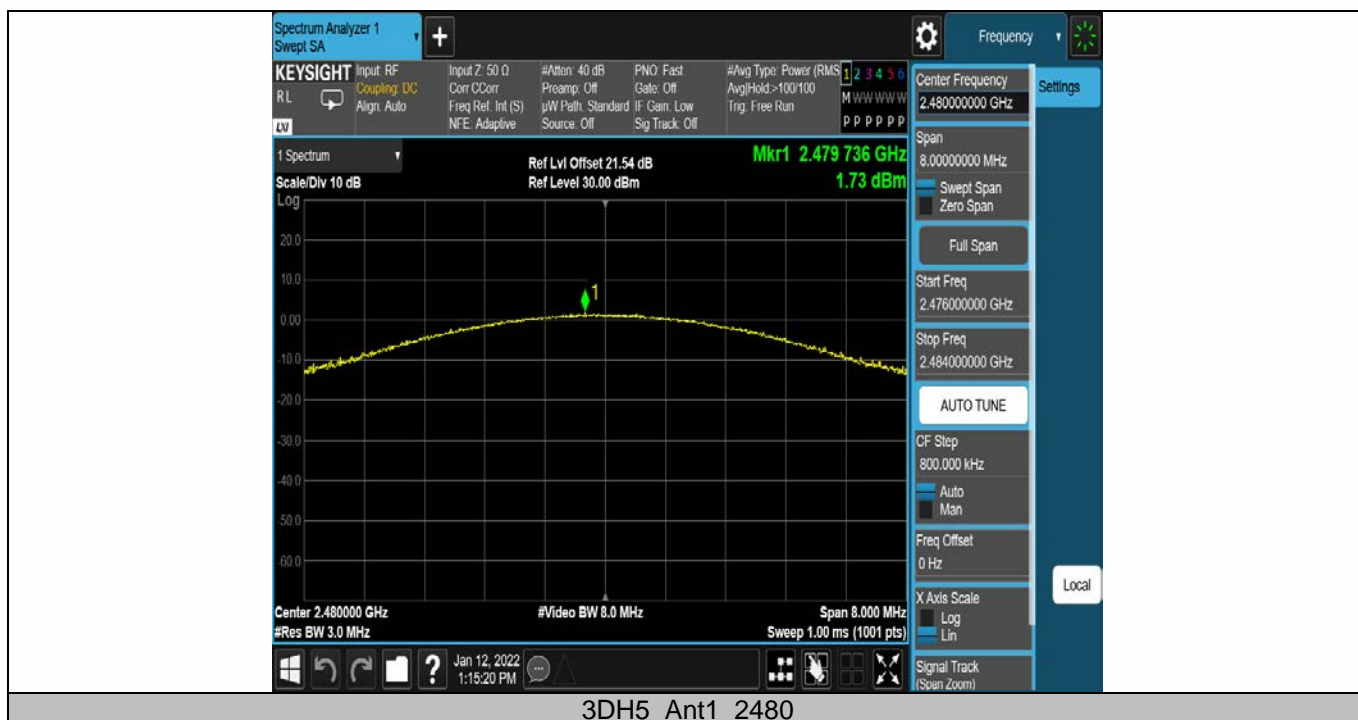 Spectrum Analyzer 1
Swept SA
+
Frequency
KEYSIGHT
RL
LXI
Input: RF
Coupling: DC
Align: Auto
Input Z: 50 Ω
Corr CCorr
Freq Ref: Int (S)
NFE: Adaptive
#Atten: 40 dB
Preamp: Off
µW Path: Standard
Source: Off
PNO: Fast
Gate: Off
IF Gain: Low
Sig Track: Off
#Avg Type: Power (RMS
Avg|Hold:>100/100
Trig: Free Run
1 2 3 4 5 6
M W W W W W
P P P P P P
1 Spectrum
Scale/Div 10 dB
Log
Ref Lvl Offset 21.54 dB
Ref Level 30.00 dBm
Mkr1 2.479 736 GHz
1.73 dBm
20.0
10.0
0.00
-10.0
-20.0
-30.0
-40.0
-50.0
-60.0
1
Center 2.480000 GHz
#Res BW 3.0 MHz
#Video BW 8.0 MHz
Span 8.000 MHz
Sweep 1.00 ms (1001 pts)
?
Jan 12, 2022
1:15:20 PM
Center Frequency
2.480000000 GHz
Span
8.00000000 MHz
Swept Span
Zero Span
Full Span
Start Freq
2.476000000 GHz
Stop Freq
2.484000000 GHz
AUTO TUNE
CF Step
800.000 kHz
Auto
Man
Freq Offset
0 Hz
X Axis Scale
Log
Lin
Signal Track
(Span Zoom)
Settings
Local
3DH5_Ant1_2480